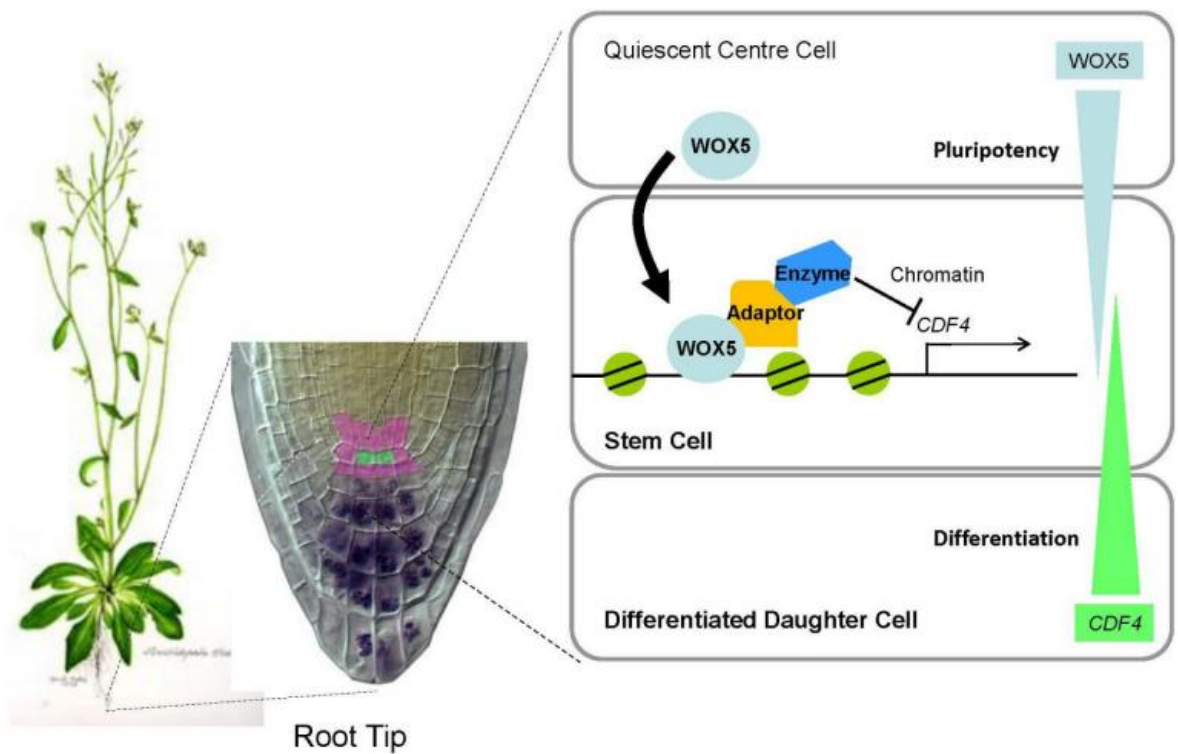 Quiescent Centre Cell
WOX5
WOX5
Pluripotency
Enzyme
Chromatin
Adaptor
CDF4
WOX5
Stem Cell
Differentiation
Differentiated Daughter Cell
CDF4
Root Tip